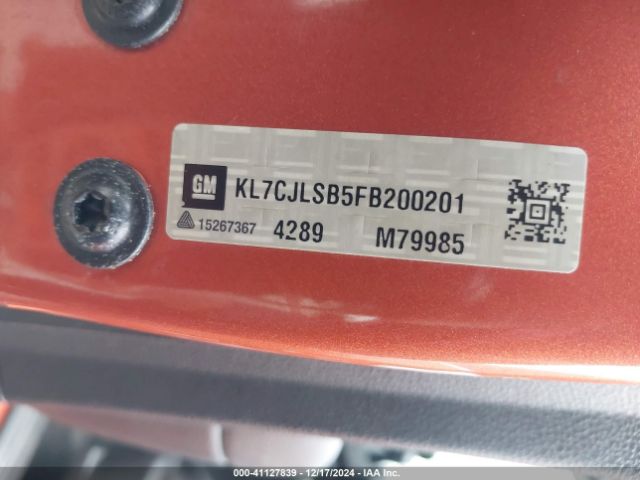 GM KL7CJLSB5FB200201
15267367 4289 M79985
000-41127839 - 12/17/2024 - IAA Inc.